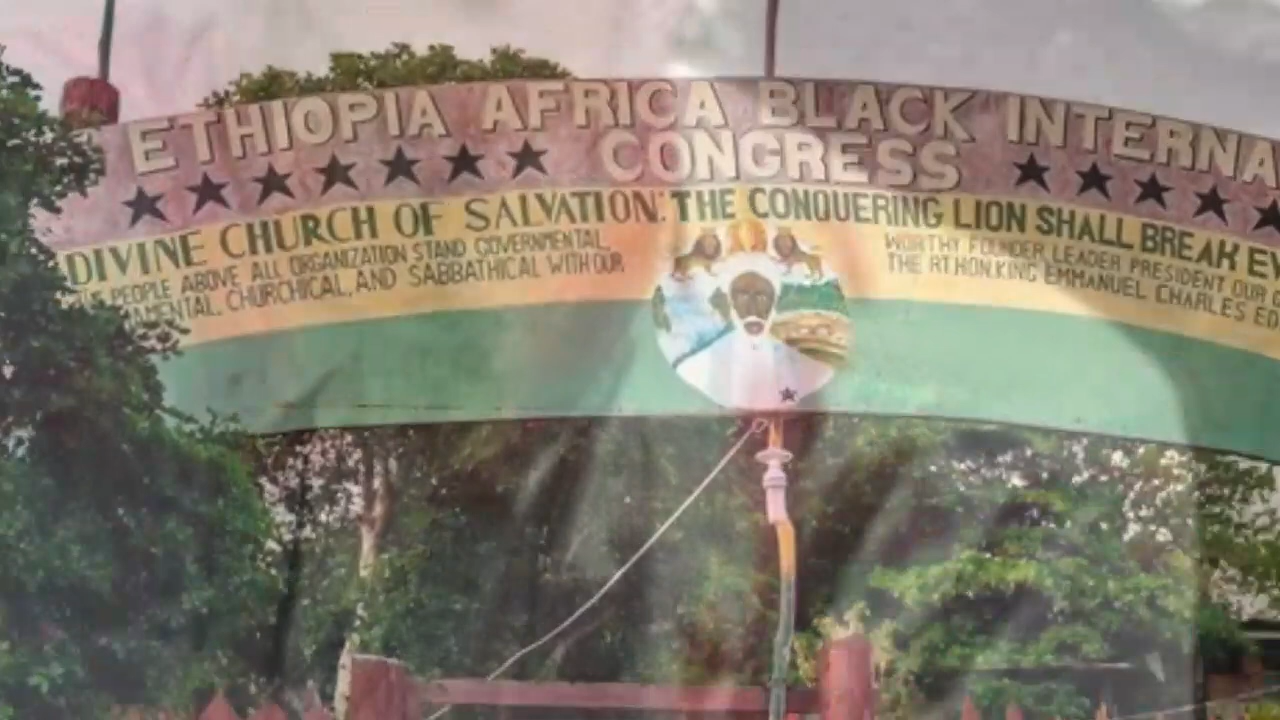 ETHIOPIA AFRICA BLACK INTERNA
CONGRESS
DIVINE CHURCH OF SALVATION: THE CONQUERING LION SHALL BREAK EV
PEOPLE ABOVE ALL ORGANIZATION STAND GOVERNMENTAL,
AMENTAL, CHURCHICAL, AND SABBATHICAL WITH OUR
WORTHY FOUNDER LEADER PRESIDENT OUR
THE RT.HON.KING EMMANUEL CHARLES ED